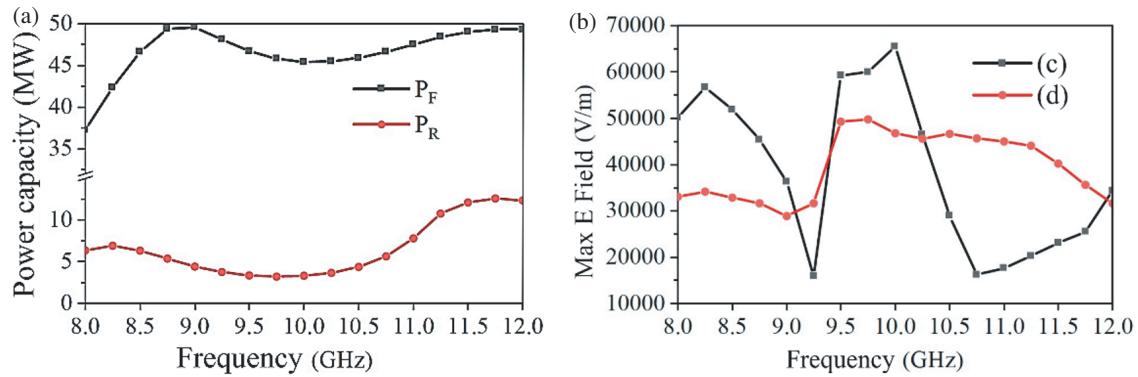 (a)
Power capacity (MW)
50
45
40
35
10
5
0
P_F
P_R
8.0 8.5 9.0 9.5 10.0 10.5 11.0 11.5 12.0
Frequency (GHz)
(b)
Max E Field (V/m)
70000
60000
50000
40000
30000
20000
10000
(c)
(d)
8.0 8.5 9.0 9.5 10.0 10.5 11.0 11.5 12.0
Frequency (GHz)